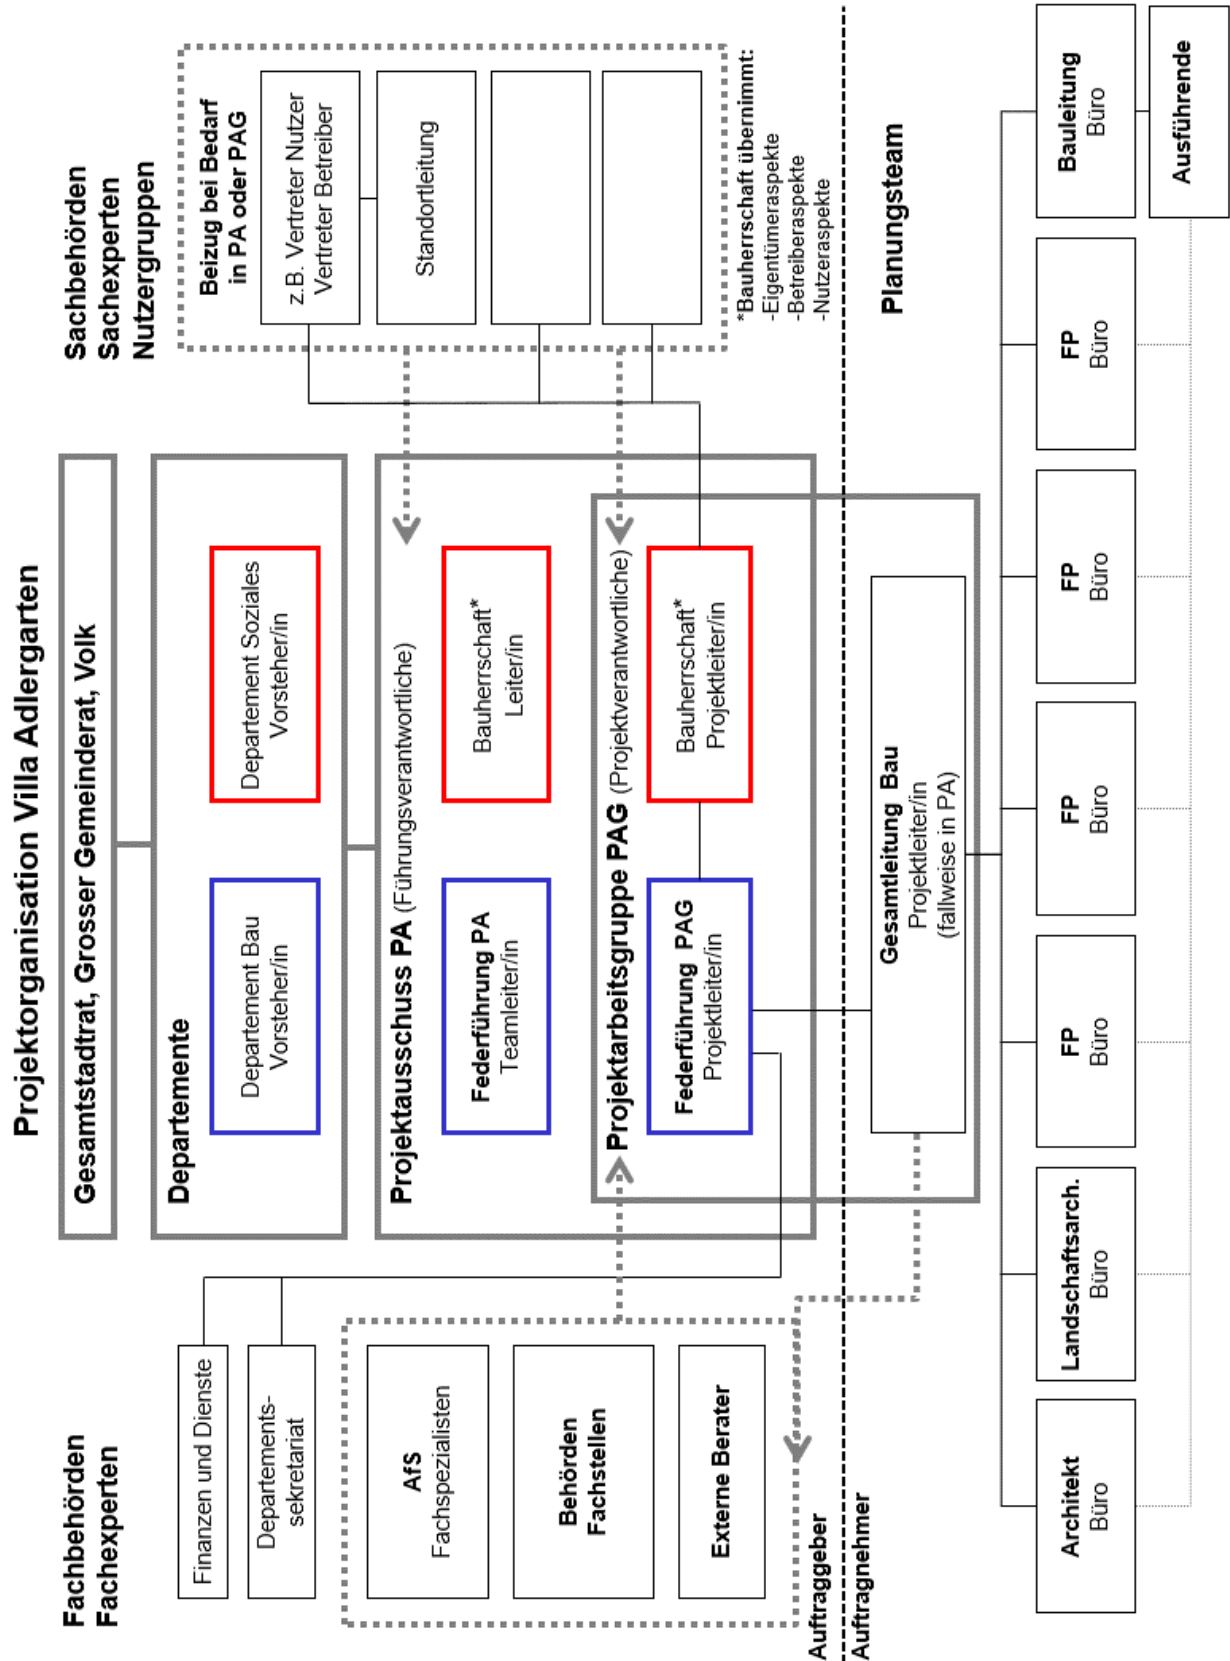 Projektorganisation Villa Adlergarten
Fachbehörden
Fachexperten
Gesamtstadtrat, Grosser Gemeinderat, Volk
Sachbehörden
Sachexperten
Nutzergruppen
Finanzen und Dienste
Departements-
sekretariat
Departemente
Departement Bau
Vorsteher/in
Departement Soziales
Vorsteher/in
Beizug bei Bedarf
in PA oder PAG
z.B. Vertreter Nutzer
Vertreter Betreiber
Standortleitung
AfS
Fachspezialisten
Behörden
Fachstellen
Externe Berater
Projektausschuss PA (Führungsverantwortliche)
Federführung PA
Teamleiter/in
Bauherrschaft*
Leiter/in
Projektarbeitsgruppe PAG (Projektverantwortliche)
Federführung PAG
Projektleiter/in
Bauherrschaft*
Projektleiter/in
*Bauherrschaft übernimmt:
-Eigentümeraspekte
-Betreiberaspekte
-Nutzeraspekte
Auftraggeber
Auftragnehmer
Gesamtleitung Bau
Projektleiter/in
(fallweise in PA)
Planungsteam
Architekt
Büro
Landschaftsarch.
Büro
FP
Büro
FP
Büro
FP
Büro
FP
Büro
Bauleitung
Büro
Ausführende